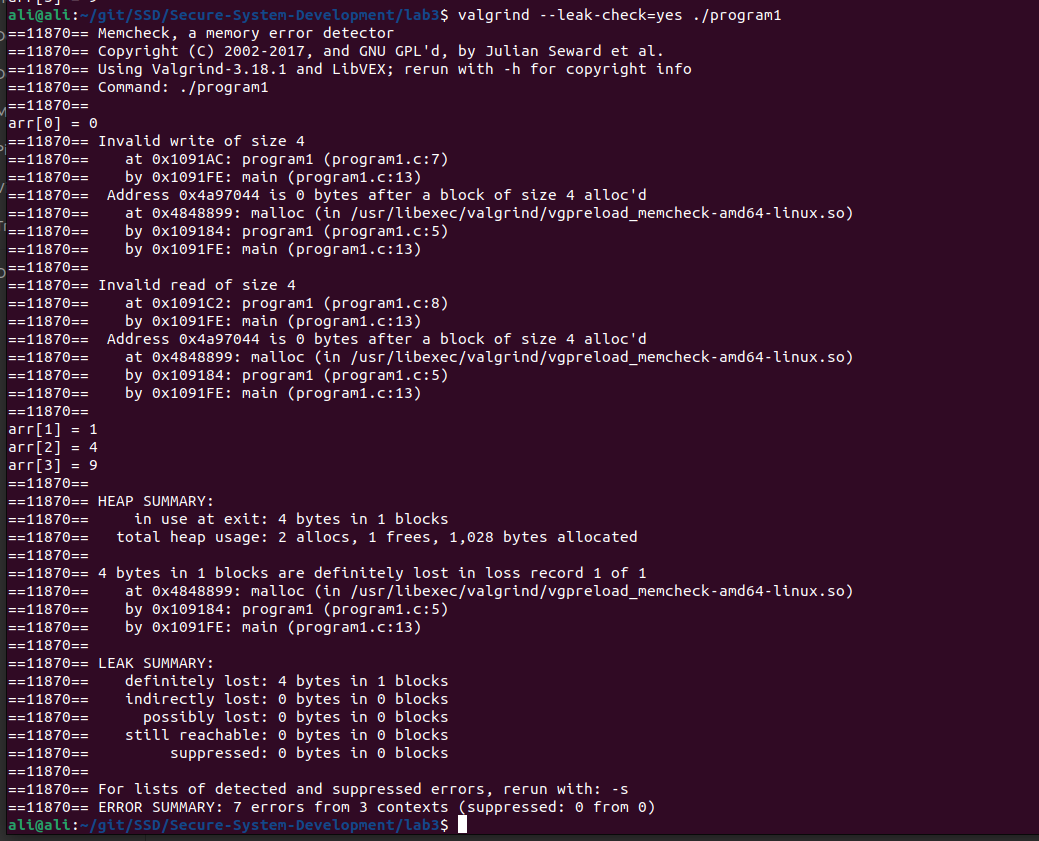 ali@ali:~/git/SSD/Secure-System-Development/lab3$ valgrind --leak-check=yes ./program1
==11870== Memcheck, a memory error detector
==11870== Copyright (C) 2002-2017, and GNU GPL'd, by Julian Seward et al.
==11870== Using Valgrind-3.18.1 and LibVEX; rerun with -h for copyright info
==11870== Command: ./program1
==11870==
arr[0] = 0
==11870== Invalid write of size 4
==11870==    at 0x1091AC: program1 (program1.c:7)
==11870==    by 0x1091FE: main (program1.c:13)
==11870==  Address 0x4a97044 is 0 bytes after a block of size 4 alloc'd
==11870==    at 0x4848899: malloc (in /usr/libexec/valgrind/vgpreload_memcheck-amd64-linux.so)
==11870==    by 0x109184: program1 (program1.c:5)
==11870==    by 0x1091FE: main (program1.c:13)
==11870==
==11870== Invalid read of size 4
==11870==    at 0x1091C2: program1 (program1.c:8)
==11870==    by 0x1091FE: main (program1.c:13)
==11870==  Address 0x4a97044 is 0 bytes after a block of size 4 alloc'd
==11870==    at 0x4848899: malloc (in /usr/libexec/valgrind/vgpreload_memcheck-amd64-linux.so)
==11870==    by 0x109184: program1 (program1.c:5)
==11870==    by 0x1091FE: main (program1.c:13)
==11870==
arr[1] = 1
arr[2] = 4
arr[3] = 9
==11870==
==11870== HEAP SUMMARY:
==11870==     in use at exit: 4 bytes in 1 blocks
==11870==   total heap usage: 2 allocs, 1 frees, 1,028 bytes allocated
==11870==
==11870== 4 bytes in 1 blocks are definitely lost in loss record 1 of 1
==11870==    at 0x4848899: malloc (in /usr/libexec/valgrind/vgpreload_memcheck-amd64-linux.so)
==11870==    by 0x109184: program1 (program1.c:5)
==11870==    by 0x1091FE: main (program1.c:13)
==11870==
==11870== LEAK SUMMARY:
==11870==    definitely lost: 4 bytes in 1 blocks
==11870==    indirectly lost: 0 bytes in 0 blocks
==11870==      possibly lost: 0 bytes in 0 blocks
==11870==    still reachable: 0 bytes in 0 blocks
==11870==         suppressed: 0 bytes in 0 blocks
==11870==
==11870== For lists of detected and suppressed errors, rerun with: -s
==11870== ERROR SUMMARY: 7 errors from 3 contexts (suppressed: 0 from 0)
ali@ali:~/git/SSD/Secure-System-Development/lab3$